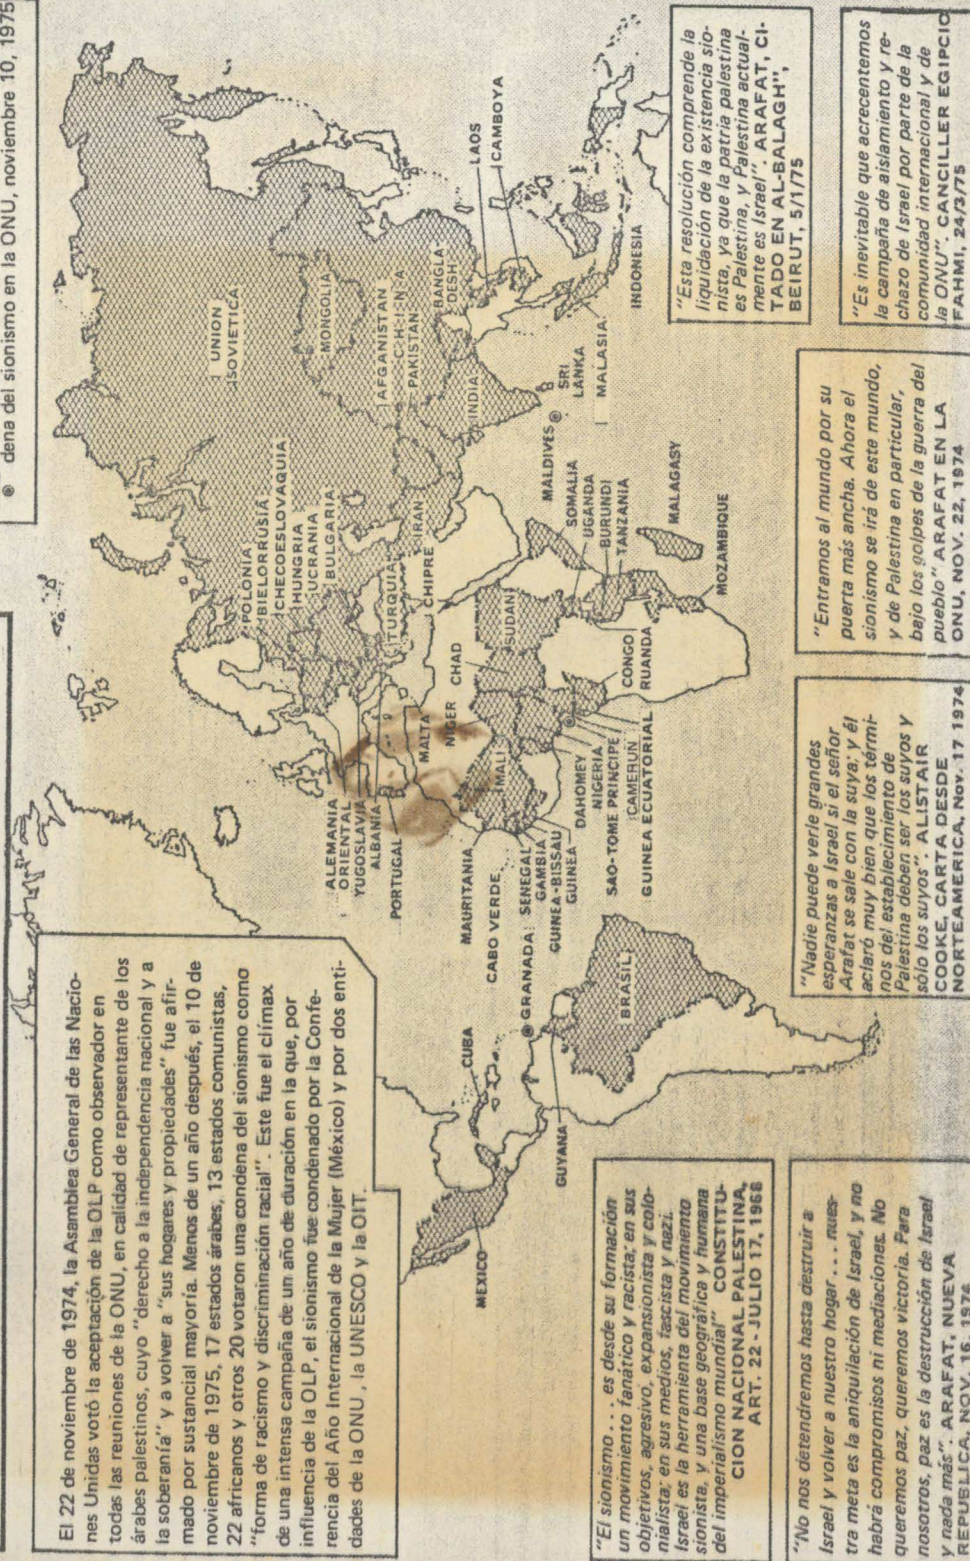 dena del sionismo en la ONU, noviembre 10, 1975
El 22 de noviembre de 1974, la Asamblea General de las Nacio-
nes Unidas votó la aceptación de la OLP como observador en
todas las reuniones de la ONU, en calidad de representante de los
árabes palestinos, cuyo "derecho a la independencia nacional y a
la soberanía" y a volver a "sus hogares y propiedades" fue afir-
mado por sustancial mayoría. Menos de un año después, el 10 de
noviembre de 1975, 17 estados árabes, 13 estados comunistas,
22 africanos y otros 20 votaron una condena del sionismo como
"forma de racismo y discriminación racial". Este fue el clímax
de una intensa campaña de un año de duración en la que, por
influencia de la OLP, el sionismo fue condenado por la Confe-
rencia del Año Internacional de la Mujer (México) y por dos enti-
dades de la ONU, la UNESCO y la OIT.
POLONIA
BIELORRUSIA
CHECOESLOVAQUIA
HUNGRIA
UCRANIA
BULGARIA
UNION
SOVIETICA
MONGOLIA
AFGANISTAN
CHINA
PAKISTAN
BANGLA
DESH
INDIA
LAOS
CAMBOYA
TURQUIA
IRAN
CHIPRE
ALEMANIA
ORIENTAL
YUGOSLAVIA
ALBANIA
PORTUGAL
MALTA
NIGER
CHAD
SUDAN
MALI
MAURITANIA
CABO VERDE
SENEGAL
GAMBIA
GUINEA-BISSAU
GUINEA
DAHOMEY
NIGERIA
SAO-TOME PRINCIPE
CAMERUN
GUINEA ECUATORIAL
CONGO
RUANDA
MALDIVES
SOMALIA
UGANDA
BURUNDI
TANZANIA
MALAGASY
MOZAMBIQUE
SRI
LANKA
MALASIA
INDONESIA
CUBA
GRANADA
MEXICO
GUYANA
BRASIL
"El sionismo . . . . es desde su formación
un movimiento fanático y racista; en sus
objetivos, agresivo, expansionista y colo-
nialista; en sus medios, fascista y nazi.
Israel es la herramienta del movimiento
sionista, y una base geográfica y humana
del imperialismo mundial" CONSTITU-
CION NACIONAL PALESTINA,
ART. 22 - JULIO 17, 1968
"No nos detendremos hasta destruir a
Israel y volver a nuestro hogar . . . nues-
tra meta es la aniquilación de Israel, y no
habrá compromisos ni mediaciones. No
queremos paz, queremos victoria. Para
nosotros, paz es la destrucción de Israel
y nada más". ARAFAT, NUEVA
REPUBLICA, NOV. 16, 1974
"Nadie puede verle grandes
esperanzas a Israel si el señor
Arafat se sale con la suya; y él
aclaró muy bien que los térmi-
nos del establecimiento de
Palestina deben ser los suyos y
sólo los suyos". ALISTAIR
COOKE, CARTA DESDE
NORTEAMERICA, Nov. 17 1974
"Entramos al mundo por su
puerta más ancha. Ahora el
sionismo se irá de este mundo,
y de Palestina en particular,
bajo los golpes de la guerra del
pueblo" ARAFAT EN LA
ONU, NOV. 22, 1974
"Esta resolución comprende la
liquidación de la existencia sio-
nista, ya que la patria palestina
es Palestina, y Palestina actual-
mente es Israel". ARAFAT, CI-
TADO EN AL-BALAGH",
BEIRUT, 5/1/75
"Es inevitable que acrecentemos
la campaña de aislamiento y re-
chazo de Israel por parte de la
comunidad internacional y de
la ONU". CANCILLER EGIPCIO
FAHMI, 24/3/75